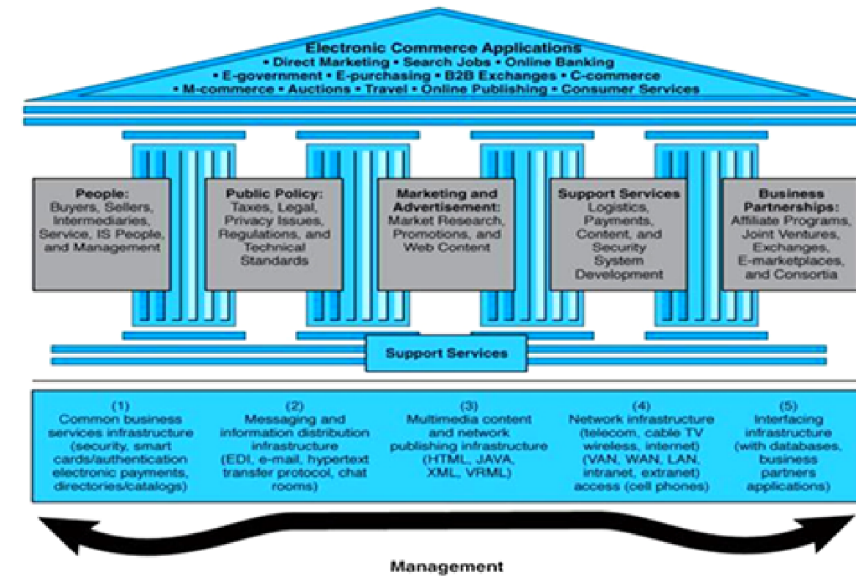 Electronic Commerce Applications
• Direct Marketing • Search Jobs • Online Banking
• E-government • E-purchasing • B2B Exchanges • C-commerce
• M-commerce • Auctions • Travel • Online Publishing • Consumer Services
People:
Buyers, Sellers,
Intermediaries,
Service, IS People,
and Management
Public Policy:
Taxes, Legal,
Privacy Issues,
Regulations, and
Technical
Standards
Marketing and
Advertisement:
Market Research,
Promotions, and
Web Content
Support Services
Logistics,
Payments,
Content, and
Security
System
Development
Business
Partnerships:
Affiliate Programs,
Joint Ventures,
Exchanges,
E-marketplaces,
and Consortia
Support Services
(1)
Common business
services infrastructure
(security, smart
cards/authentication
electronic payments,
directories/catalogs)
(2)
Messaging and
information distribution
infrastructure
(EDI, e-mail, hypertext
transfer protocol, chat
rooms)
(3)
Multimedia content
and network
publishing infrastructure
(HTML, JAVA,
XML, VRML)
(4)
Network infrastructure
(telecom, cable TV
wireless, internet)
(VAN, WAN, LAN,
intranet, extranet)
access (cell phones)
(5)
Interfacing
infrastructure
(with databases,
business
partners
applications)
Management